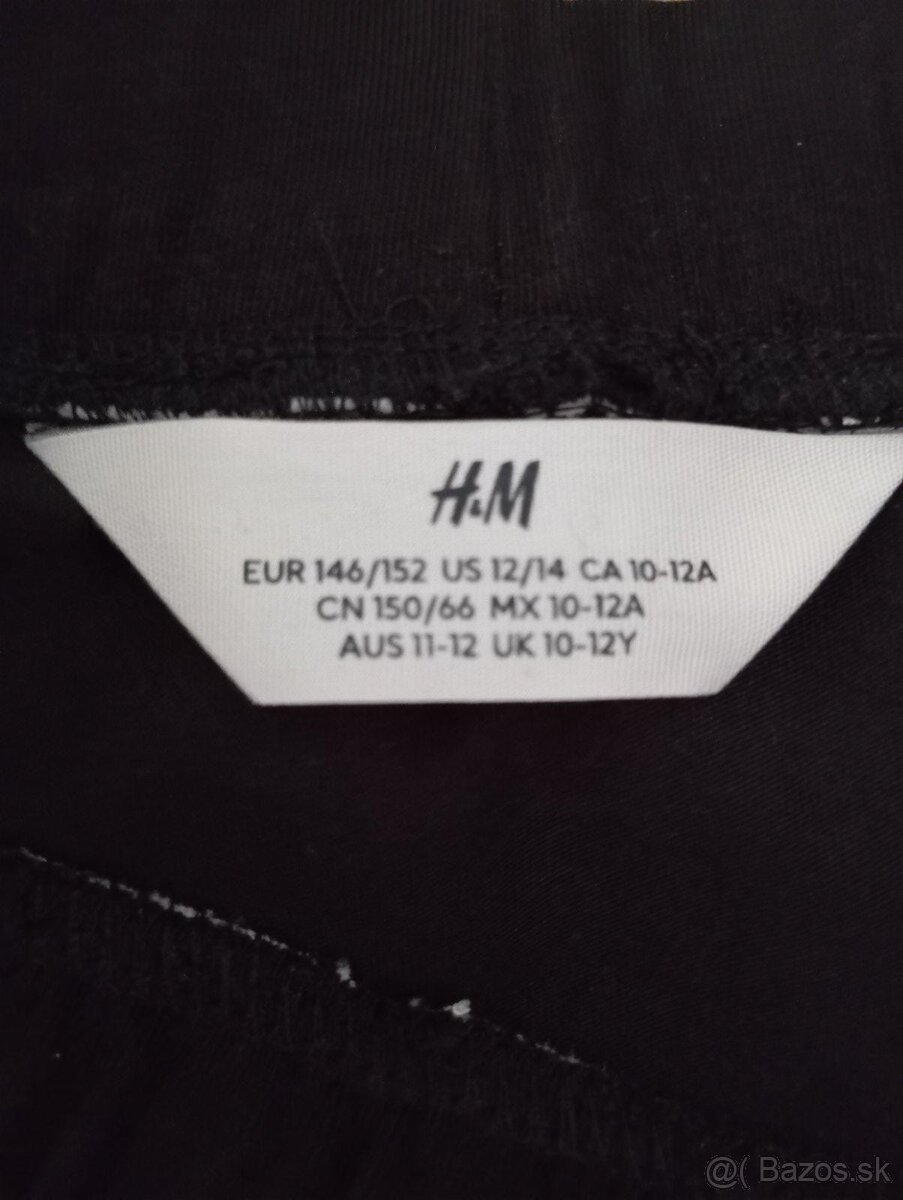 H&M
EUR 146/152 US 12/14 CA 10-12A
CN 150/66 MX 10-12A
AUS 11-12 UK 10-12Y
@( Bazos.sk